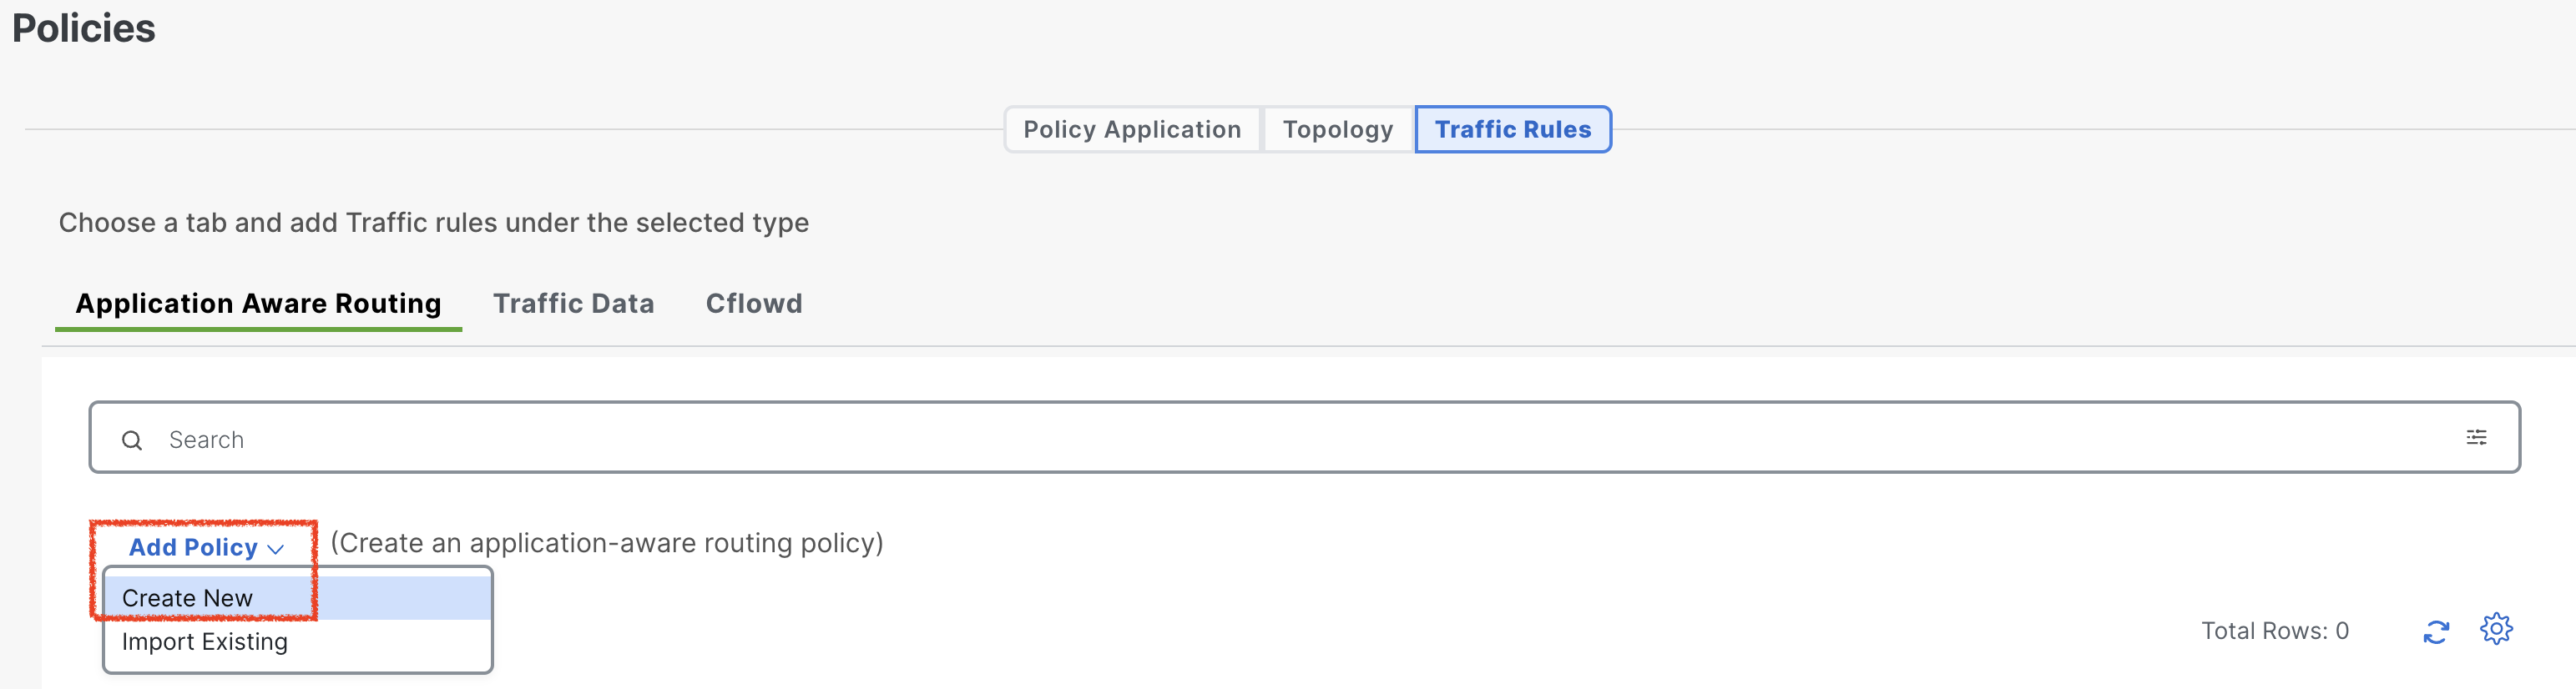 Policies
Policy Application Topology Traffic Rules
Choose a tab and add Traffic rules under the selected type
Application Aware Routing Traffic Data Cflowd
Search
Add Policy (Create an application-aware routing policy)
Create New
Import Existing
Total Rows: 0